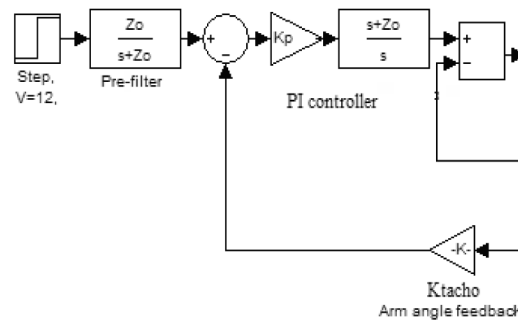 Zo
s+Zo
Pre-filter
Step,
V=12,
+
−
Kp
s+Zo
s
PI controller
+
−
-K-
Ktacho
Arm angle feedback